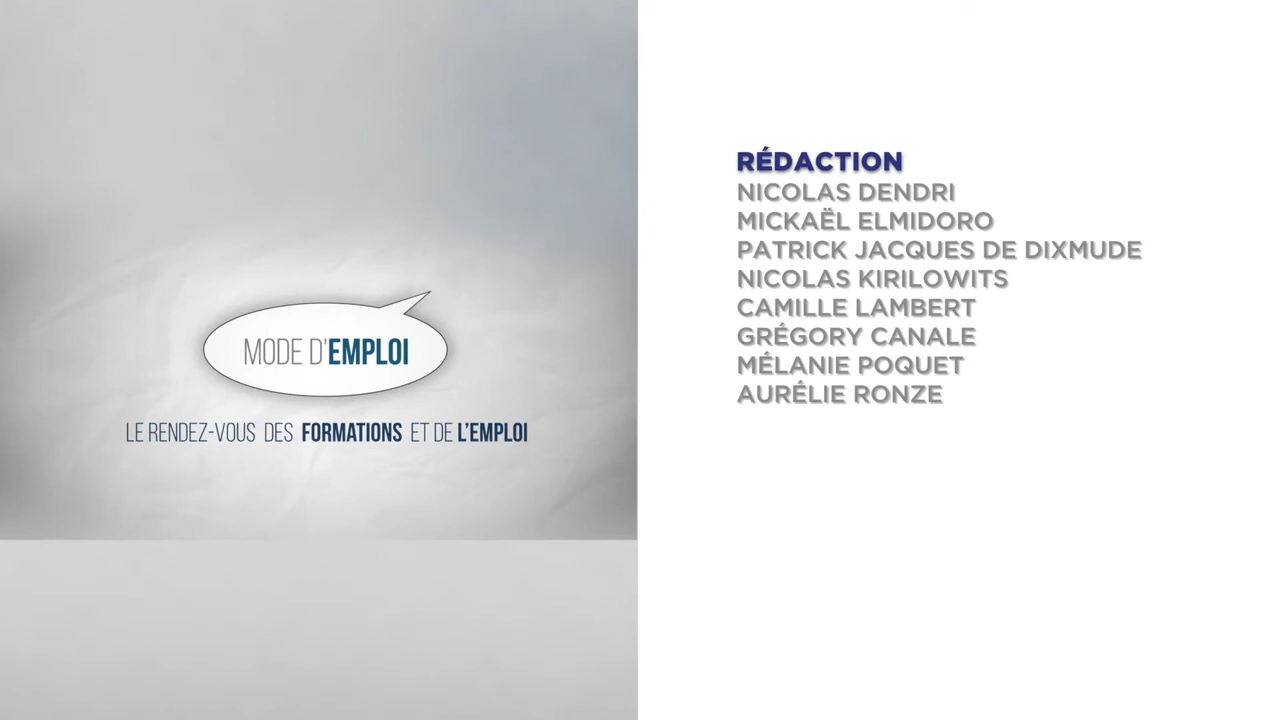 MODE D'EMPLOI
LE RENDEZ-VOUS DES FORMATIONS ET DE L'EMPLOI
RÉDACTION
NICOLAS DENDRI
MICKAËL ELMIDORO
PATRICK JACQUES DE DIXMUDE
NICOLAS KIRILOWITS
CAMILLE LAMBERT
GRÉGORY CANALE
MÉLANIE POQUET
AURÉLIE RONZE